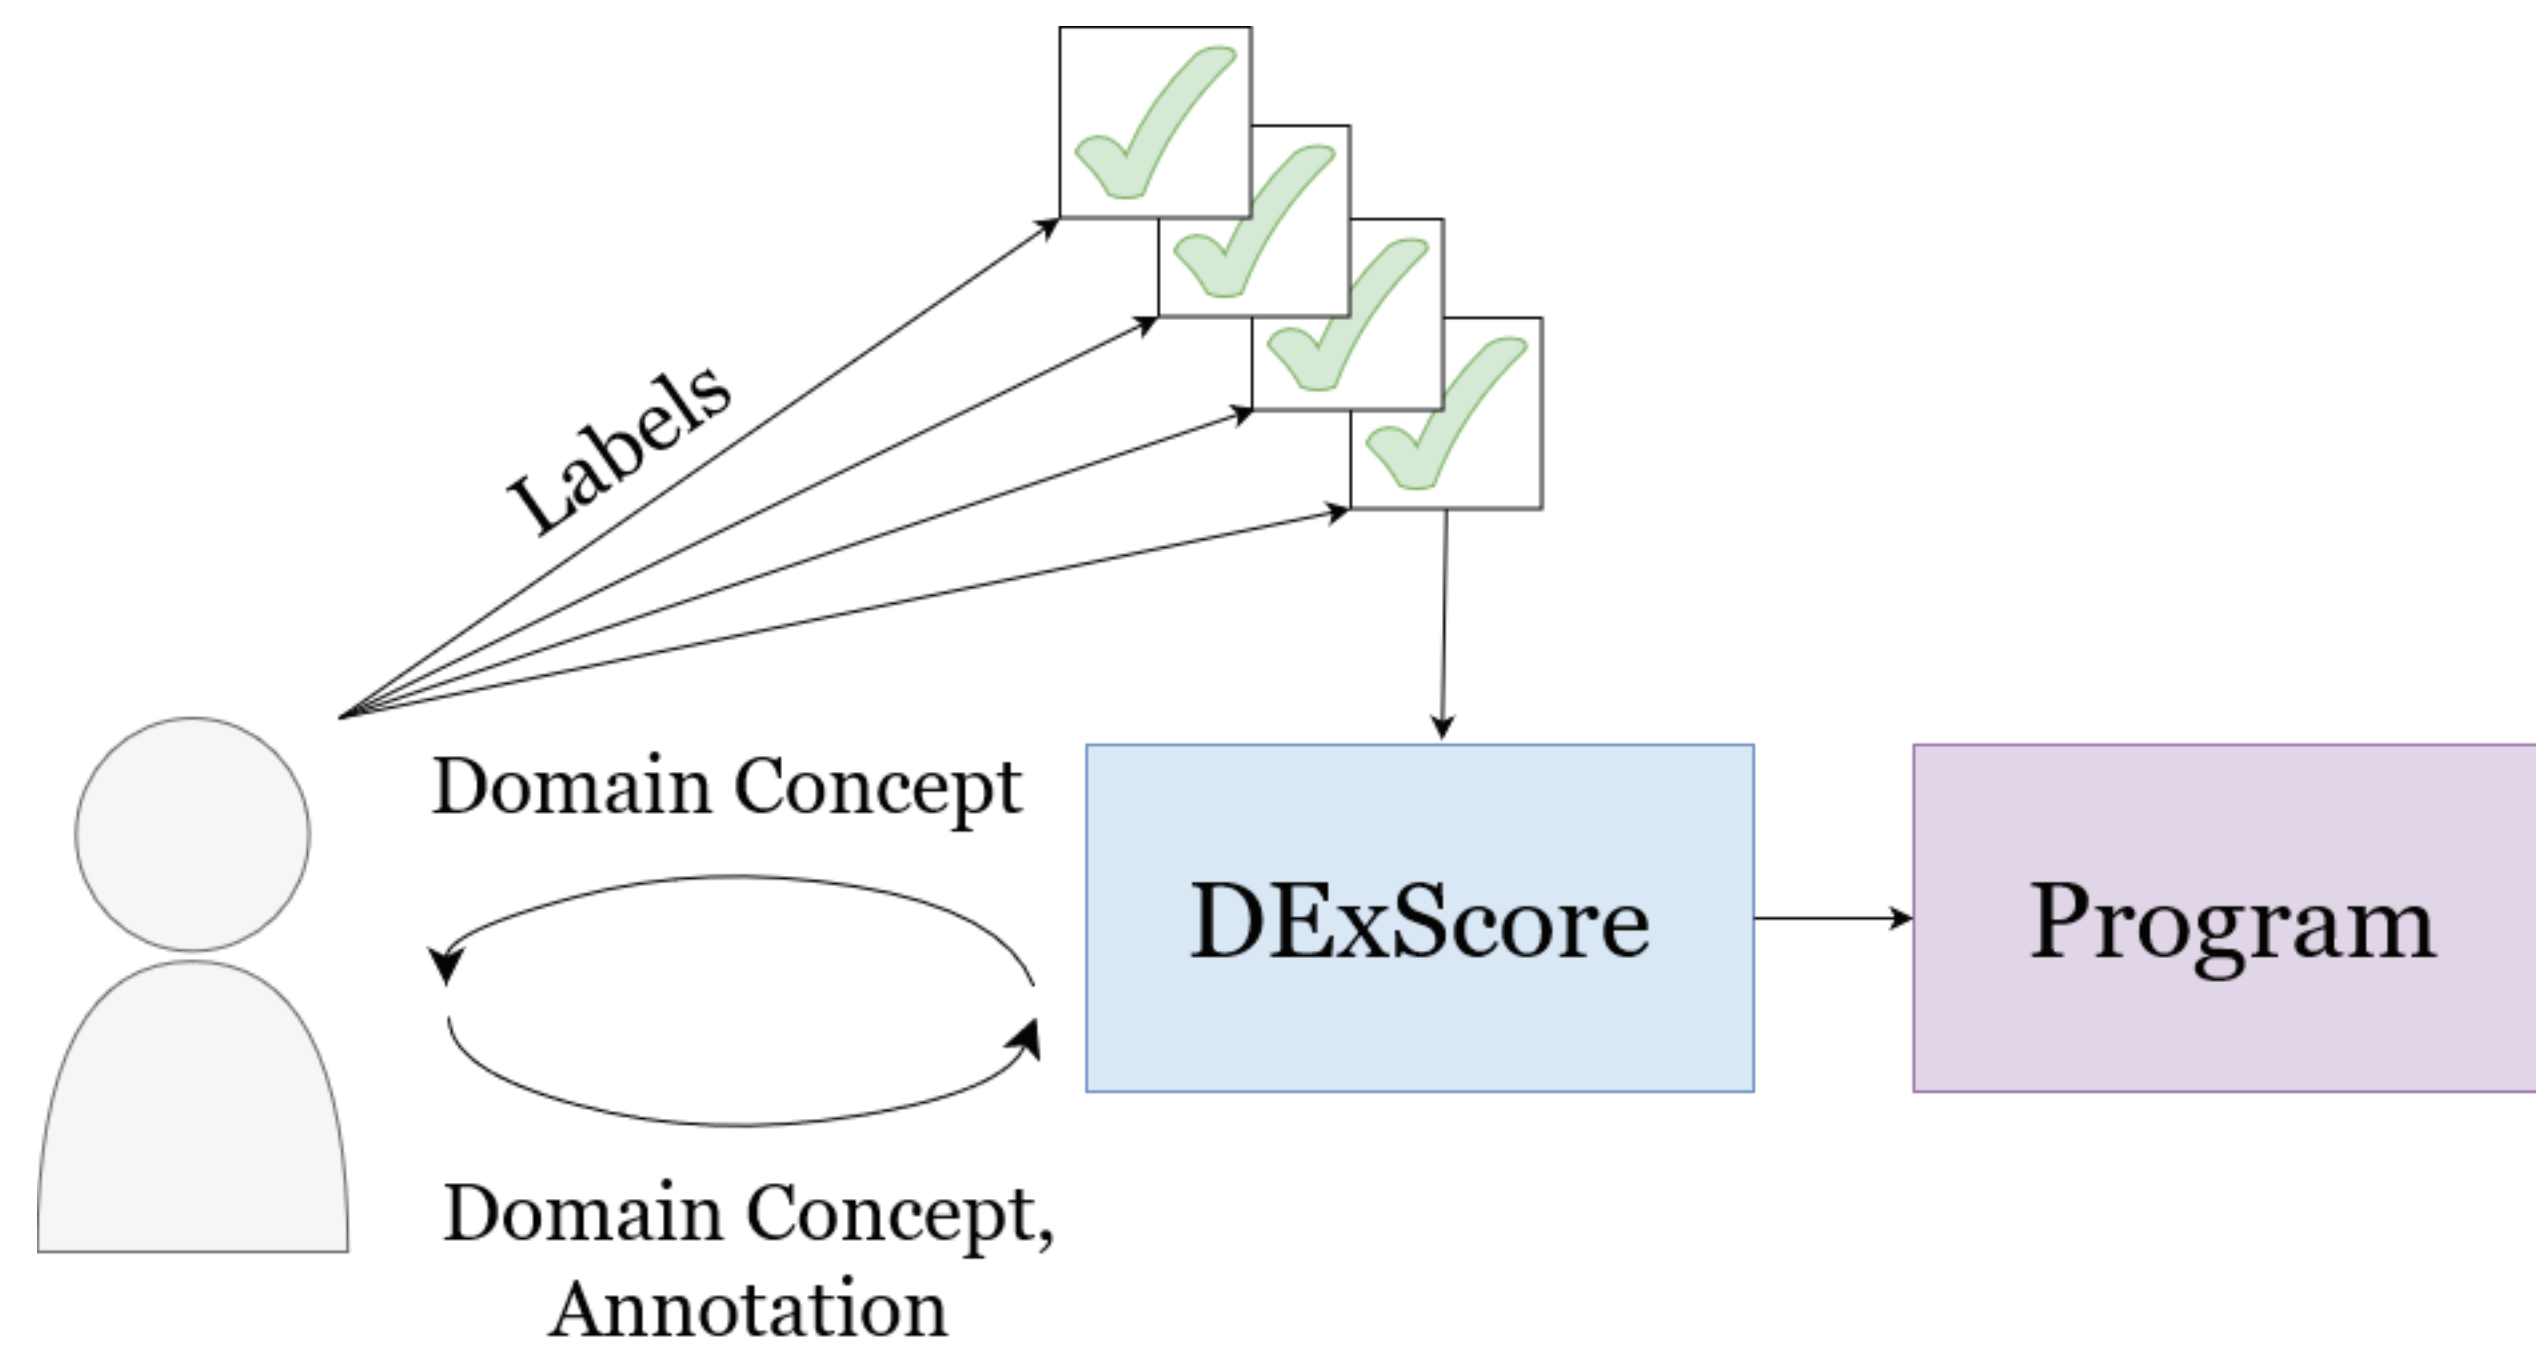 Labels
Domain Concept
DExScore
Program
Domain Concept,
Annotation